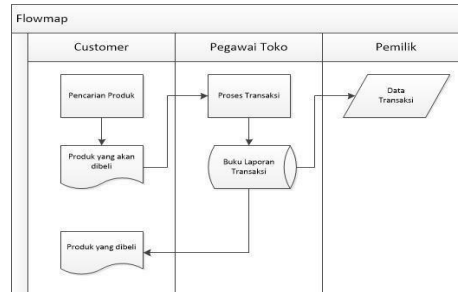 Flowmap
Customer
Pegawai Toko
Pemilik
Pencarian Produk
Proses Transaksi
Data
Transaksi
Produk yang akan
dibeli
Buku Laporan
Transaksi
Produk yang dibeli